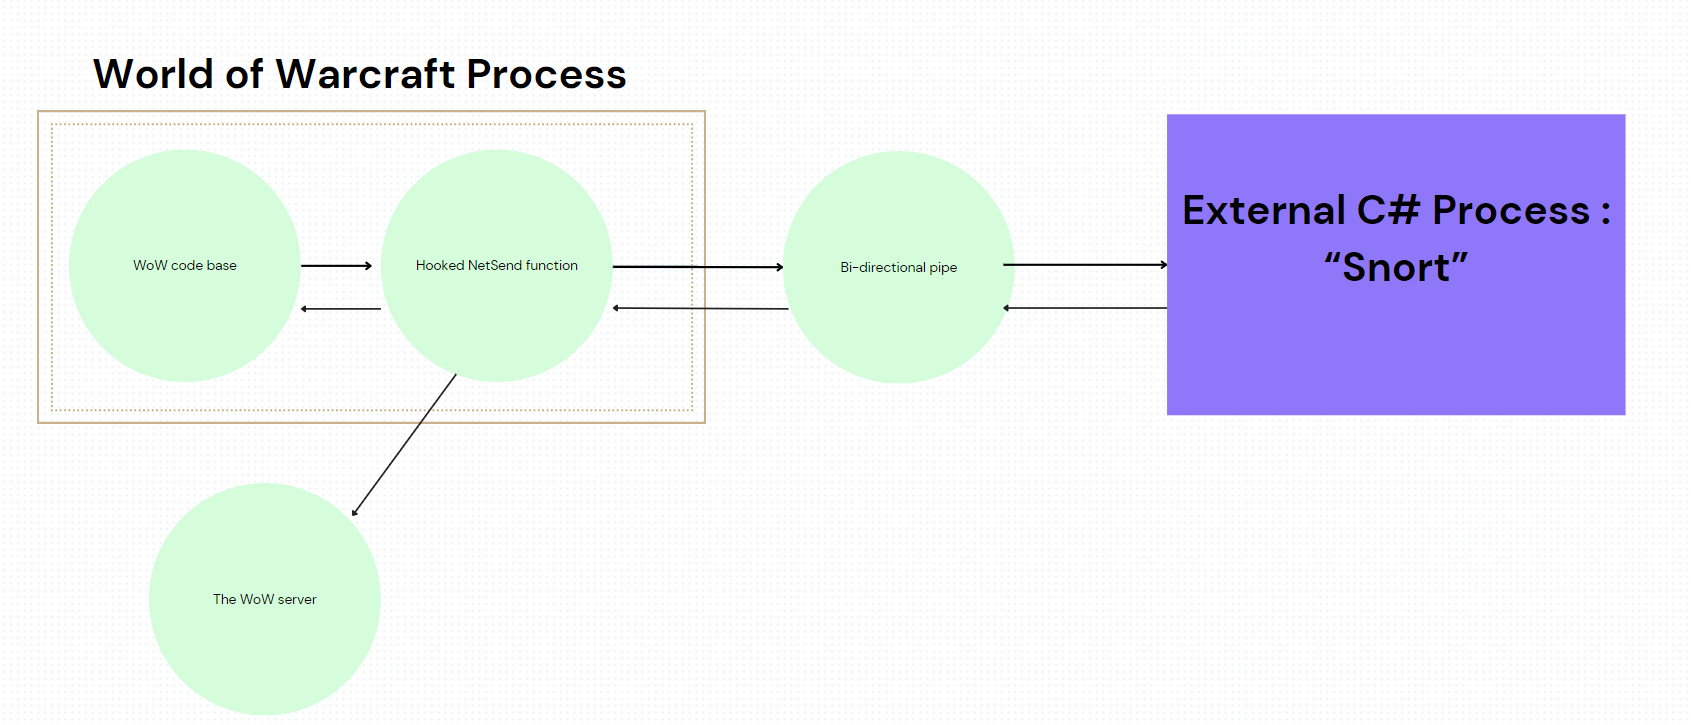 World of Warcraft Process
WoW code base
Hooked NetSend function
Bi-directional pipe
External C# Process :
“Snort”
The WoW server